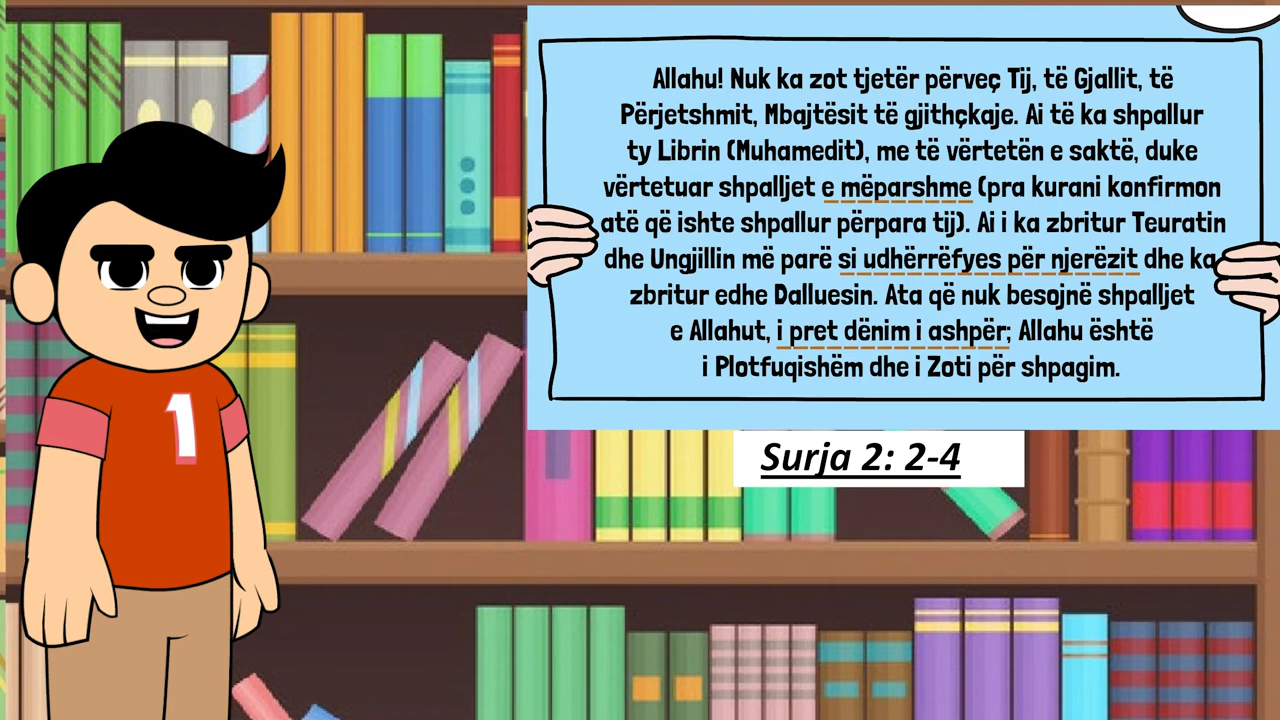 Allahu! Nuk ka zot tjetër përveç Tij, të Gjallit, të
Përjetshmit, Mbajtësit të gjithçkaje. Ai të ka shpallur
ty Librin (Muhamedit), me të vërtetën e saktë, duke
vërtetuar shpalljet e mëparshme (pra kurani konfirmon
atë që ishte shpallur përpara tij). Ai i ka zbritur Teuratin
dhe Ungjillin më parë si udhërrëfyes për njerëzit dhe ka
zbritur edhe Dalluesin. Ata që nuk besojnë shpalljet
e Allahut, i pret dënim i ashpër; Allahu është
i Plotfuqishëm dhe i Zoti për shpagim.
Surja 2: 2-4
1